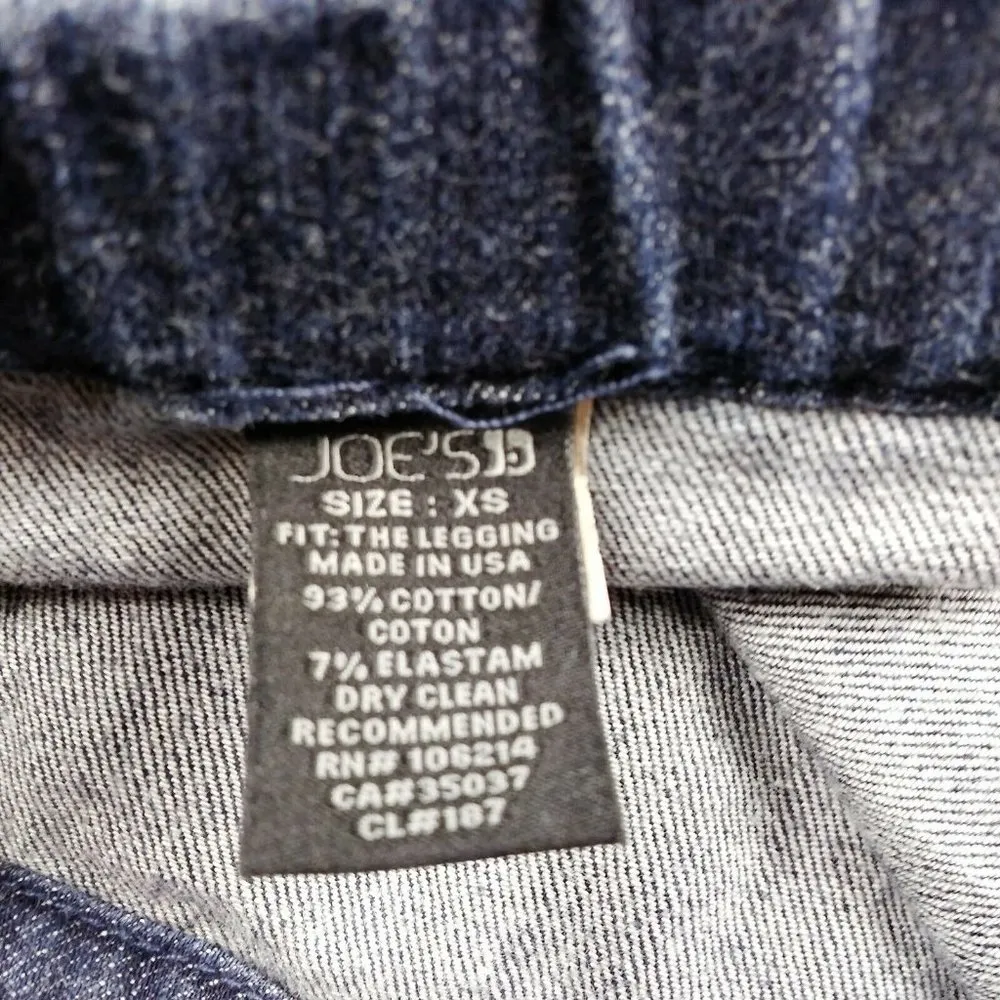 JOE'S
SIZE : XS
FIT: THE LEGGING
MADE IN USA
93% COTTON/
COTON
7% ELASTAM
DRY CLEAN
RECOMMENDED
RN# 106214
CA#35037
CL#187